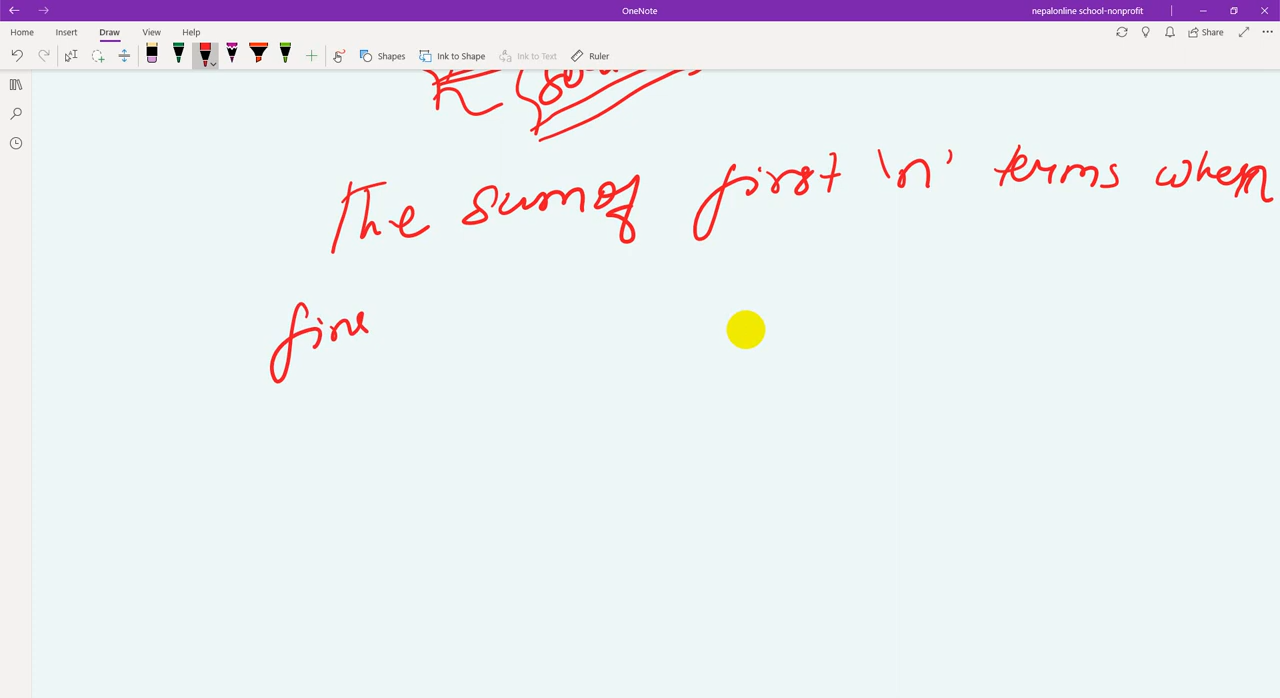 OneNote
nepalonline school-nonprofit
Home Insert Draw View Help
Share
Shapes Ink to Shape Ink to Text Ruler
The sum of first 'n' terms when